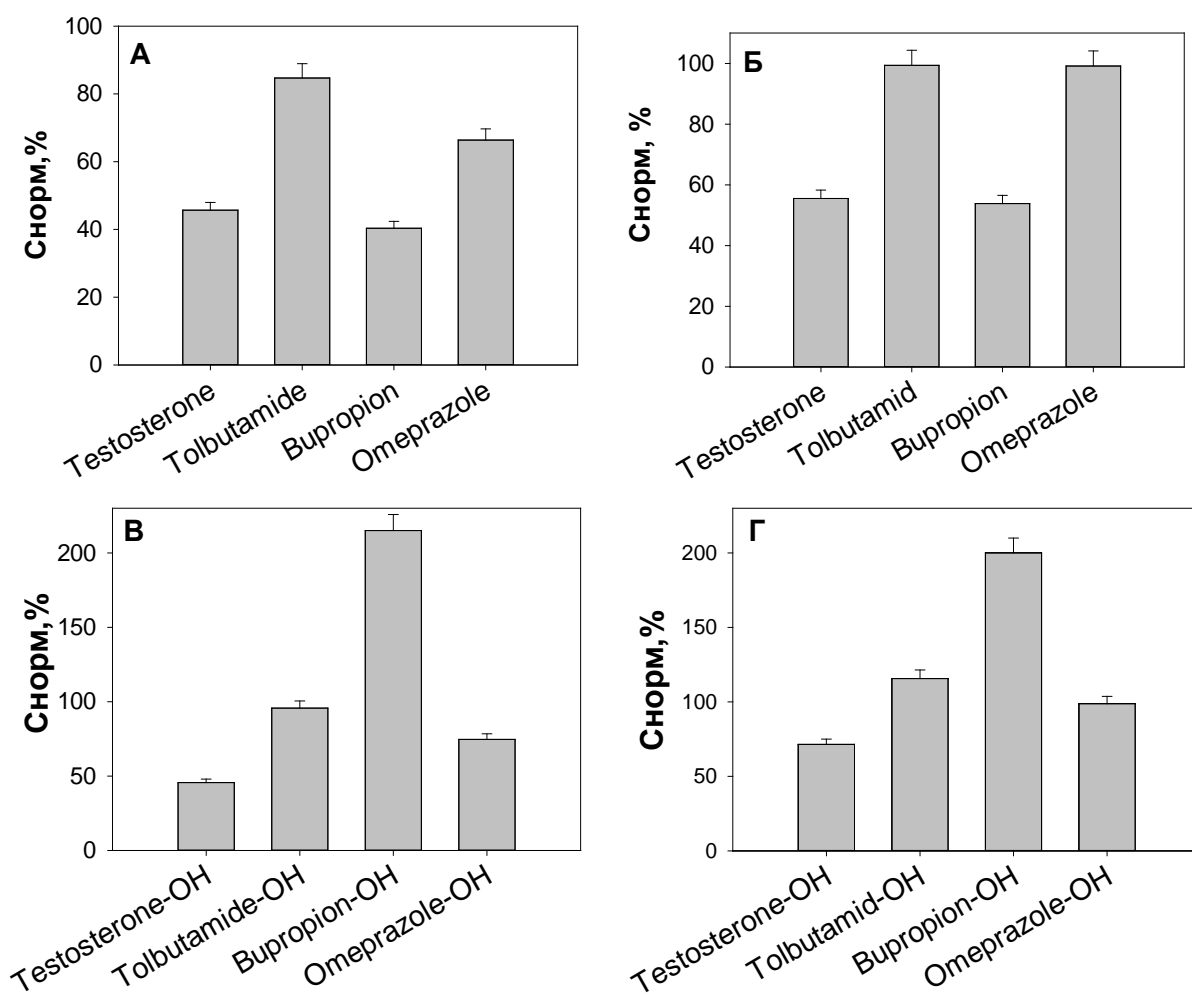 А
Снорм,%
100
80
60
40
20
0
Testosterone
Tolbutamide
Bupropion
Omeprazole
Б
Снорм, %
100
80
60
40
20
0
Testosterone
Tolbutamid
Bupropion
Omeprazole
В
Снорм,%
200
150
100
50
0
Testosterone-OH
Tolbutamide-OH
Bupropion-OH
Omeprazole-OH
Г
Снорм,%
200
150
100
50
0
Testosterone-OH
Tolbutamid-OH
Bupropion-OH
Omeprazole-OH